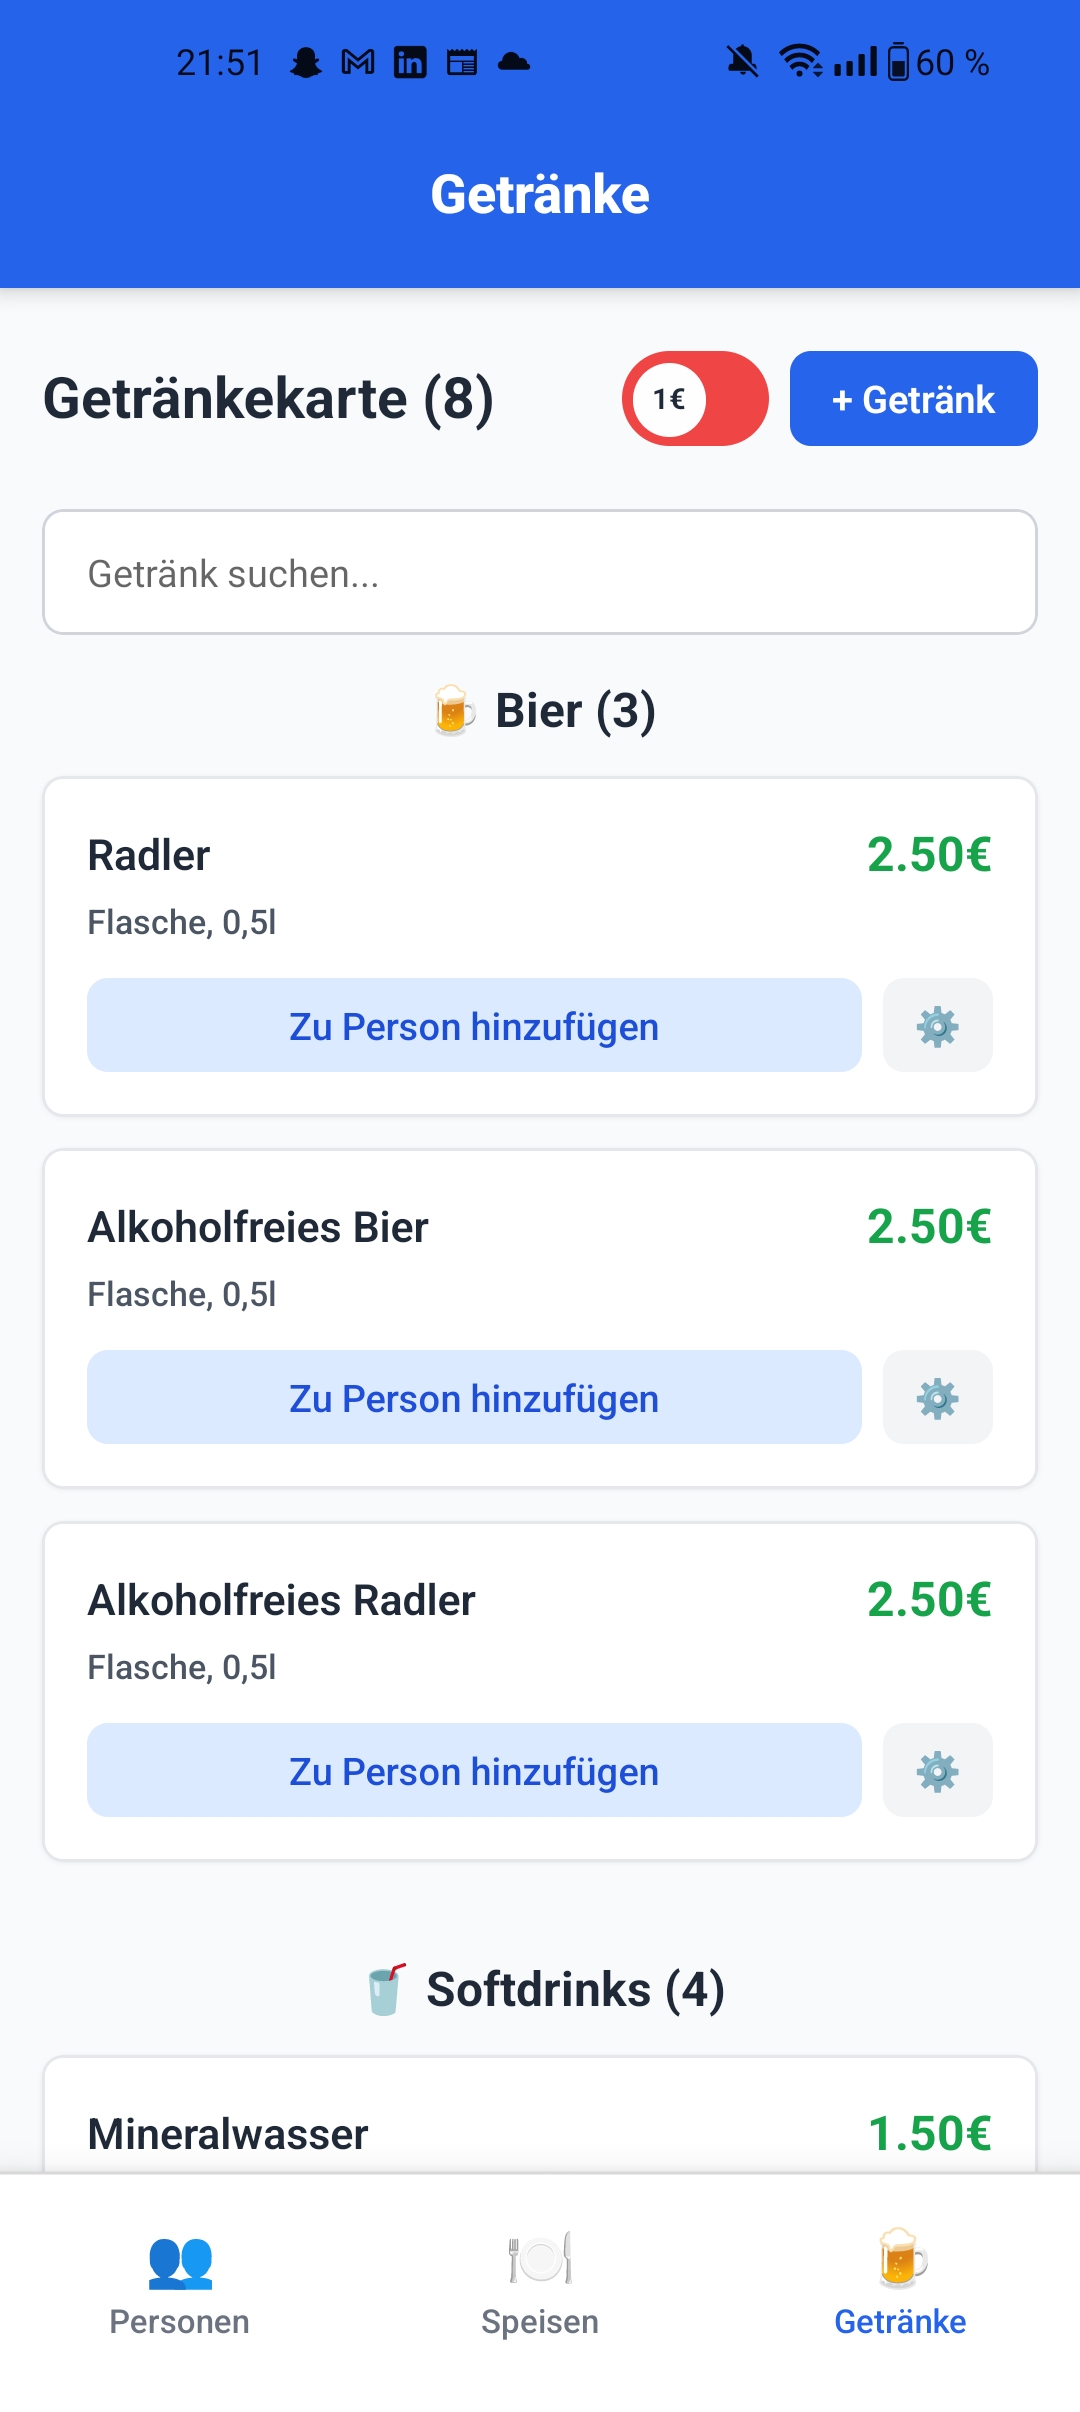 21:51
60 %
Getränke
Getränkekarte (8)
1€
+ Getränk
Getränk suchen...
🍺 Bier (3)
Radler
2.50€
Flasche, 0,5l
Zu Person hinzufügen
Alkoholfreies Bier
2.50€
Flasche, 0,5l
Zu Person hinzufügen
Alkoholfreies Radler
2.50€
Flasche, 0,5l
Zu Person hinzufügen
🥤 Softdrinks (4)
Mineralwasser
1.50€
Personen
Speisen
Getränke